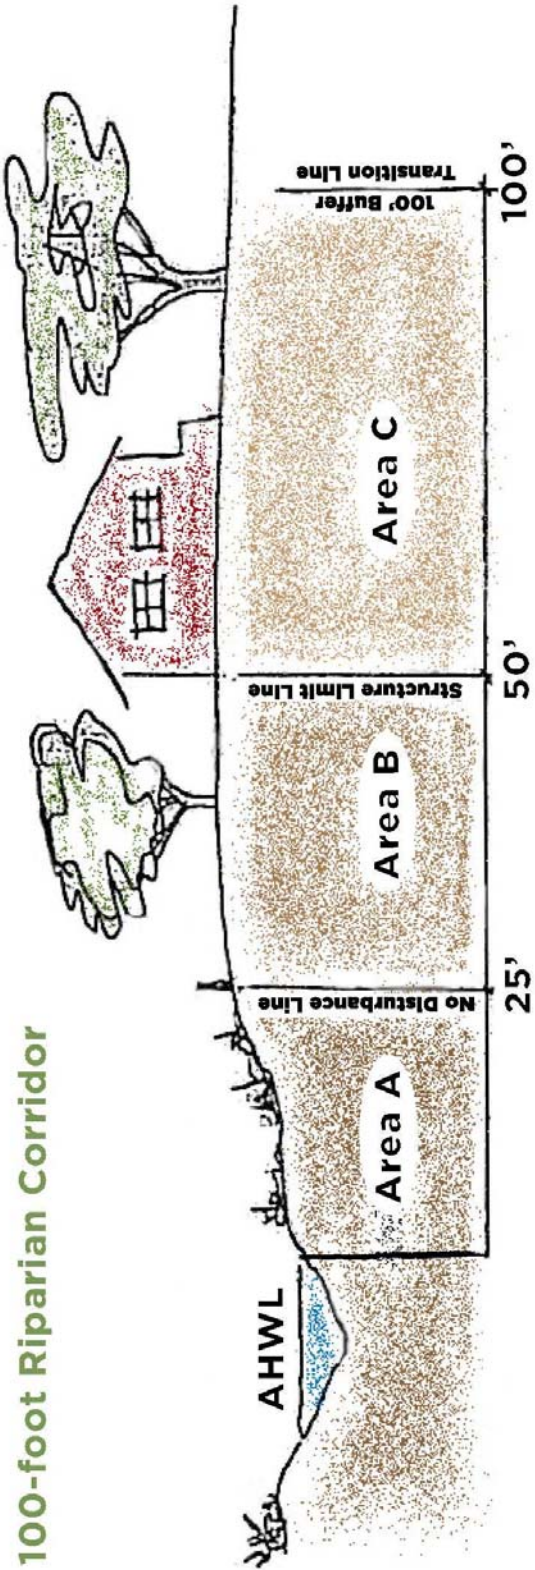 100-foot Riparian Corridor
AHWL
Area A
No Disturbance Line
Area B
Structure Limit Line
Area C
100' Buffer
Transition Line
25'
50'
100'